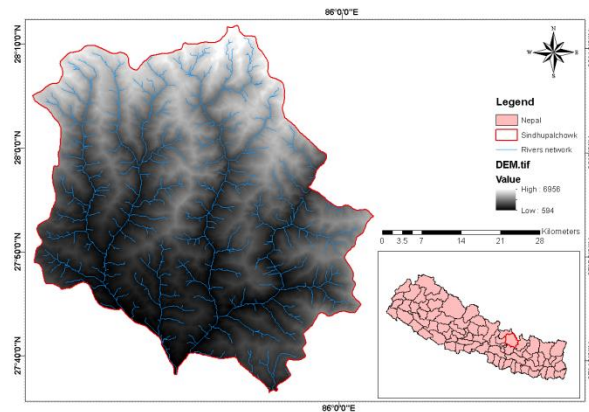 86°0'0"E
28°10'0"N
28°0'0"N
27°50'0"N
27°40'0"N
N
W
E
S
Legend
Nepal
Sindhupalchowk
Rivers network
DEM.tif
Value
High : 6956
Low : 594
0 3.5 7 14 21 28
Kilometers
86°0'0"E